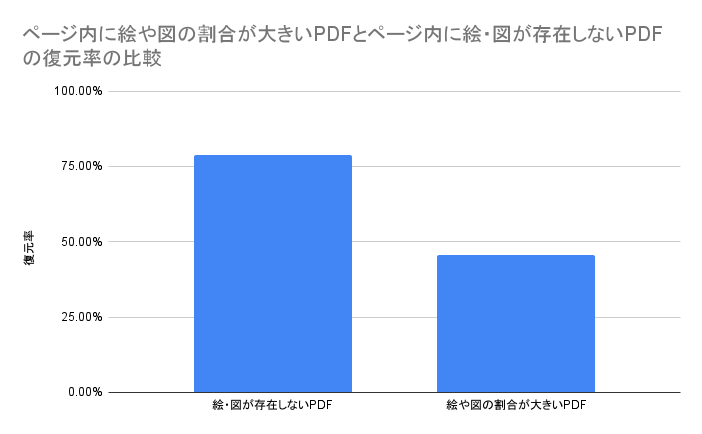 ページ内に絵や図の割合が大きいPDFとページ内に絵・図が存在しないPDF
の復元率の比較
100.00%
75.00%
50.00%
25.00%
0.00%
復元率
絵・図が存在しないPDF
絵や図の割合が大きいPDF